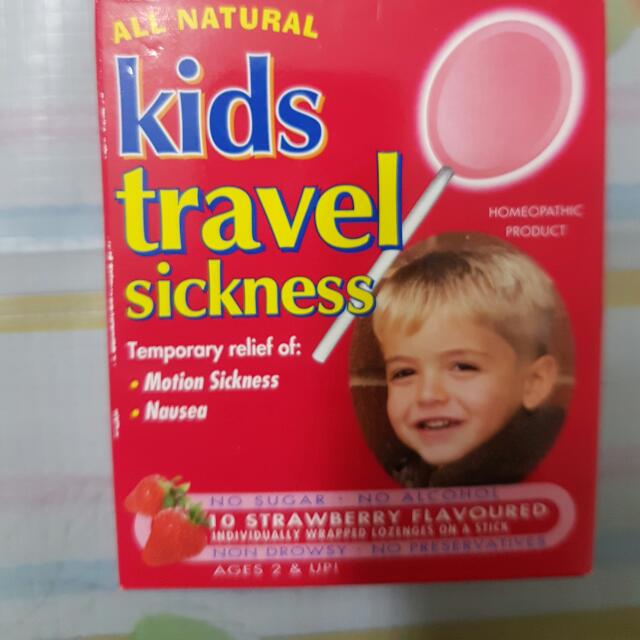 ALL NATURAL
kids
travel
sickness
HOMEOPATHIC
PRODUCT
Temporary relief of:
• Motion Sickness
• Nausea
NO SUGAR · NO ALCOHOL
10 STRAWBERRY FLAVOURED
INDIVIDUALLY WRAPPED LOZENGES ON A STICK
NON DROWSY · NO PRESERVATIVES
AGES 2 & UP!